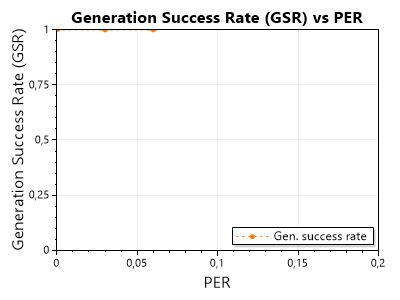 Generation Success Rate (GSR) vs PER
Generation Success Rate (GSR)
1
0,75
0,5
0,25
0
Gen. success rate
0 0,05 0,1 0,15 0,2
PER